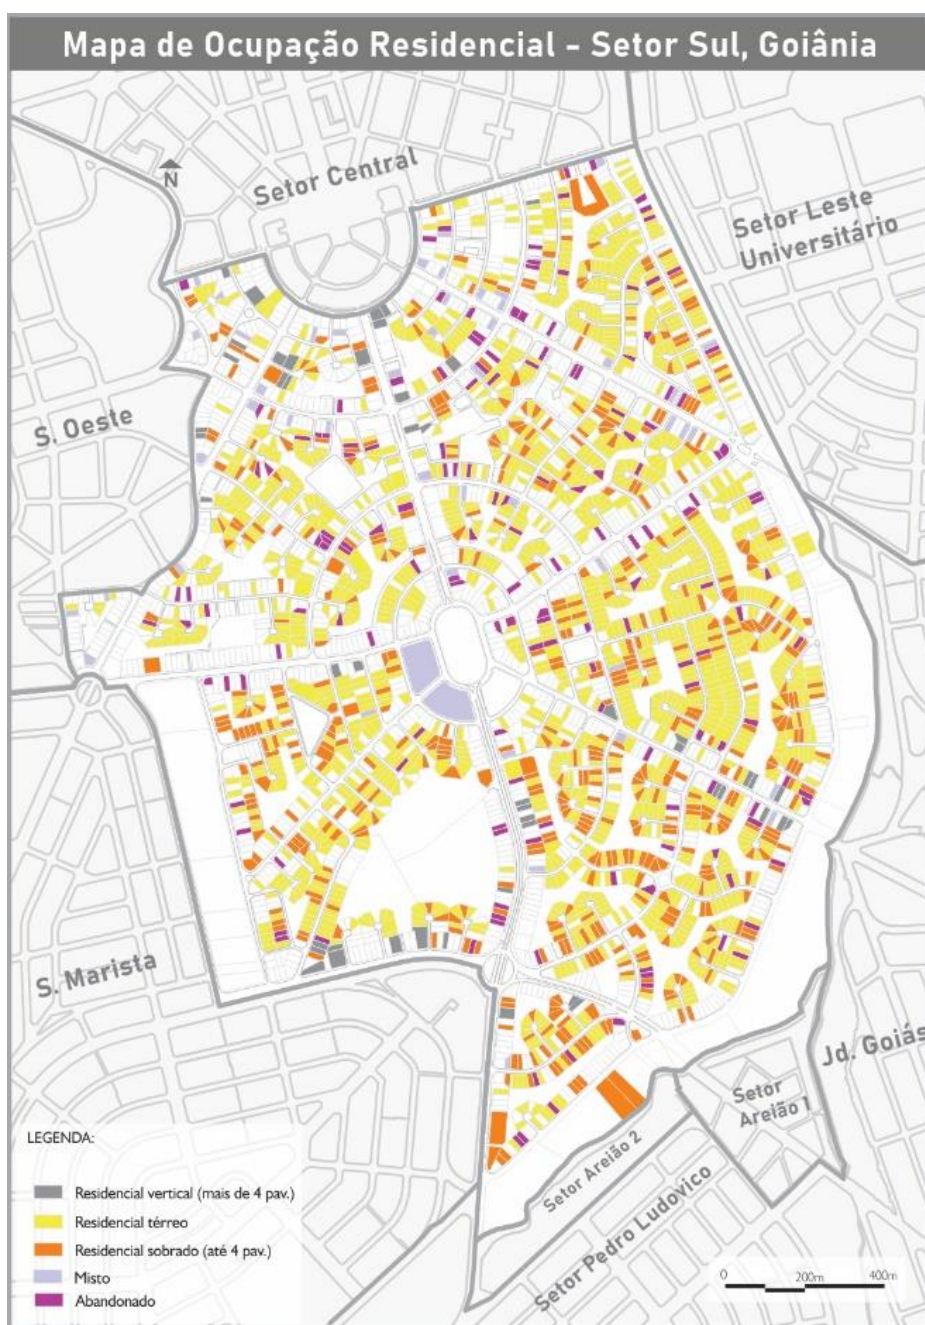 Mapa de Ocupação Residencial - Setor Sul, Goiânia
N
Setor Central
Setor Leste
Universitário
S. Oeste
S. Marista
Jd. Goiás
Setor
Areião 1
Setor Areião 2
Setor Pedro Ludovico
LEGENDA:
Residencial vertical (mais de 4 pav.)
Residencial térreo
Residencial sobrado (até 4 pav.)
Misto
Abandonado
0 200m 400m